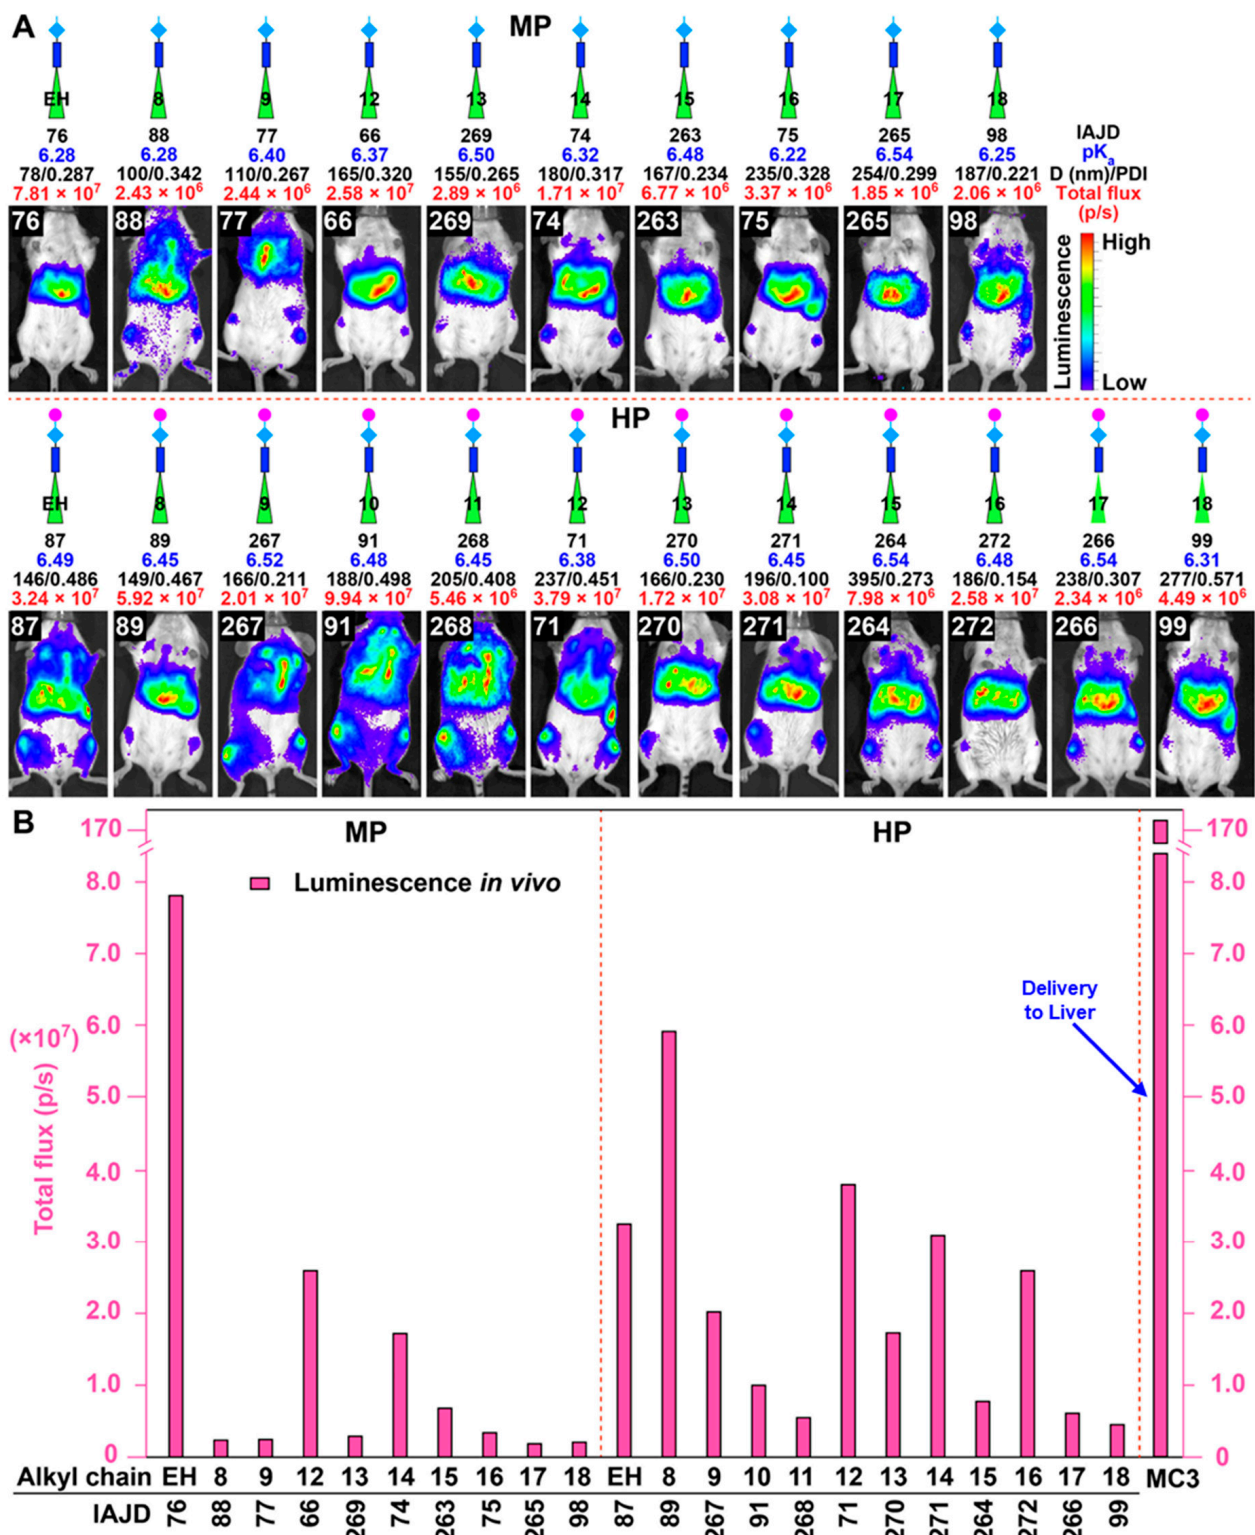 A MP
EH 8 9 12 13 14 15 16 17 18
76 88 77 66 269 74 263 75 265 98 IAJD
6.28 6.28 6.40 6.37 6.50 6.32 6.48 6.22 6.54 6.25 pKa
78/0.287 100/0.342 110/0.267 165/0.320 155/0.265 180/0.317 167/0.234 235/0.328 254/0.299 187/0.221 D (nm)/PDI
7.81 × 10⁷ 2.43 × 10⁶ 2.44 × 10⁶ 2.58 × 10⁷ 2.89 × 10⁶ 1.71 × 10⁷ 6.77 × 10⁶ 3.37 × 10⁶ 1.85 × 10⁶ 2.06 × 10⁶ Total flux
(p/s)
76 88 77 66 269 74 263 75 265 98
High
Luminescence
Low
HP
EH 8 9 10 11 12 13 14 15 16 17 18
87 89 267 91 268 71 270 271 264 272 266 99
6.49 6.45 6.52 6.48 6.45 6.38 6.50 6.45 6.54 6.48 6.54 6.31
146/0.486 149/0.467 166/0.211 188/0.498 205/0.408 237/0.451 166/0.230 196/0.100 395/0.273 186/0.154 238/0.307 277/0.571
3.24 × 10⁷ 5.92 × 10⁷ 2.01 × 10⁷ 9.94 × 10⁷ 5.46 × 10⁶ 3.79 × 10⁷ 1.72 × 10⁷ 3.08 × 10⁷ 7.98 × 10⁶ 2.58 × 10⁷ 2.34 × 10⁶ 4.49 × 10⁶
87 89 267 91 268 71 270 271 264 272 266 99
B
170 MP HP 170
8.0 Luminescence in vivo 8.0
7.0 7.0
Delivery
to Liver
6.0 6.0
(×10⁷)
Total flux (p/s)
5.0 5.0
4.0 4.0
3.0 3.0
2.0 2.0
1.0 1.0
0 0
Alkyl chain EH 8 9 12 13 14 15 16 17 18 EH 8 9 10 11 12 13 14 15 16 17 18 MC3
IAJD 76 88 77 66 269 74 263 75 265 98 87 89 267 91 268 71 270 271 264 272 266 99